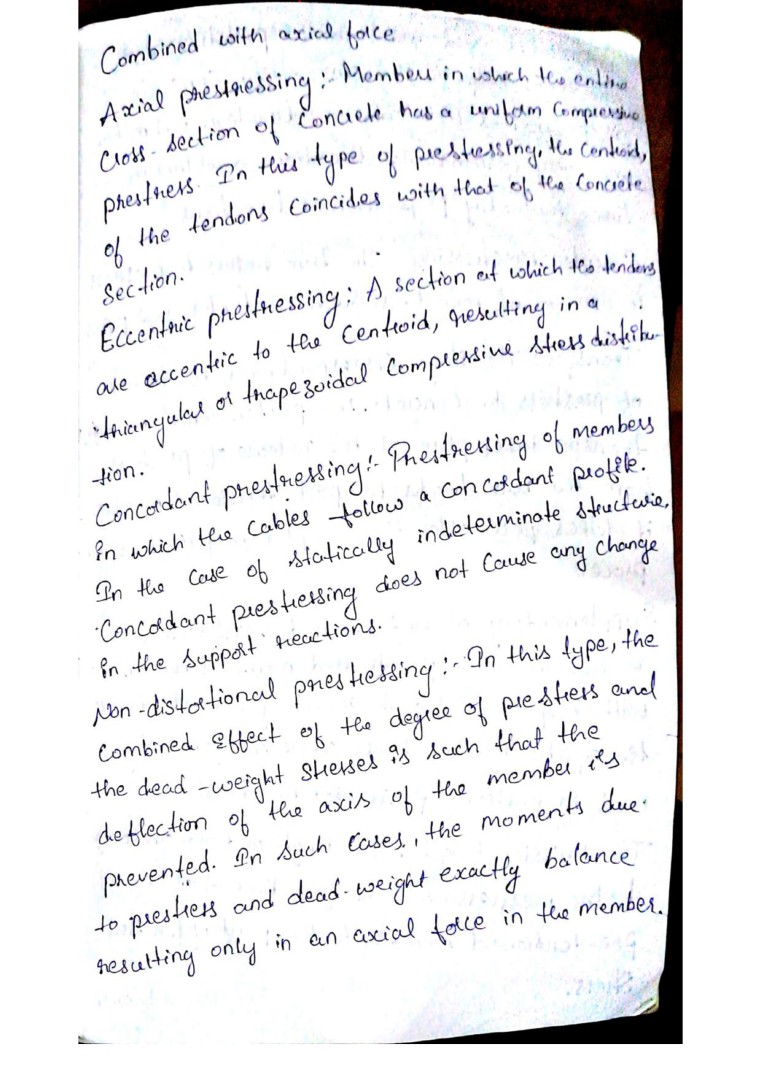 Combined with axial force
Axial prestressing :- Members in which the entire
Cross-section of Concrete has a uniform Compressive
prestress. In this type of prestressing, the Centroid,
of the tendons Coincides with that of the Concrete
Section.
Eccentric prestressing : A section at which the tendons
are eccentric to the Centroid, resulting in a
triangular or trapezoidal Compressive stress distribu-
tion.
Concordant prestressing :- Prestressing of members
in which the Cables follow a concordant profile.
In the Case of statically indeterminate structure,
Concordant prestressing does not Cause any change
in the support reactions.
Non-distortional prestressing :- In this type, the
Combined Effect of the degree of prestress and
the dead-weight Stresses is such that the
deflection of the axis of the member is
prevented. In such Cases, the moments due
to prestress and dead-weight exactly balance
resulting only in an axial force in the member.